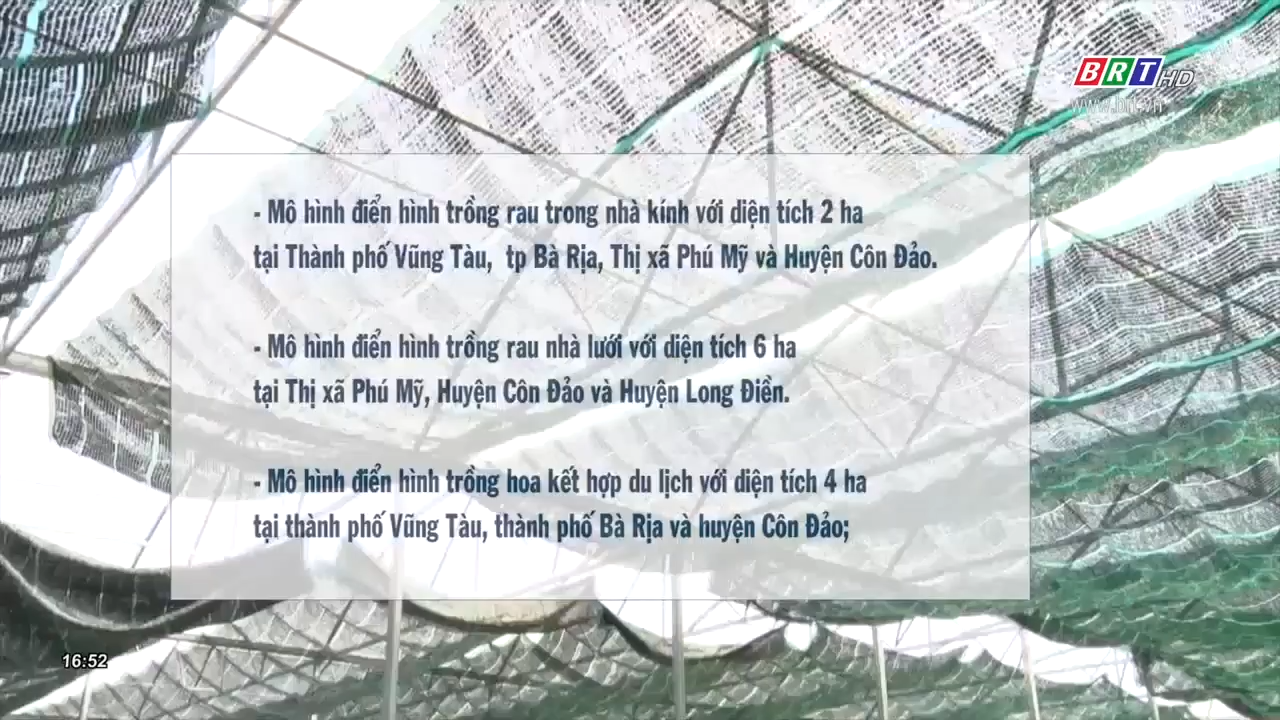 BRT HD
www.brt.vn
- Mô hình điển hình trồng rau trong nhà kính với diện tích 2 ha
tại Thành phố Vũng Tàu, tp Bà Rịa, Thị xã Phú Mỹ và Huyện Côn Đảo.
- Mô hình điển hình trồng rau nhà lưới với diện tích 6 ha
tại Thị xã Phú Mỹ, Huyện Côn Đảo và Huyện Long Điền.
- Mô hình điển hình trồng hoa kết hợp du lịch với diện tích 4 ha
tại thành phố Vũng Tàu, thành phố Bà Rịa và huyện Côn Đảo;
16:52